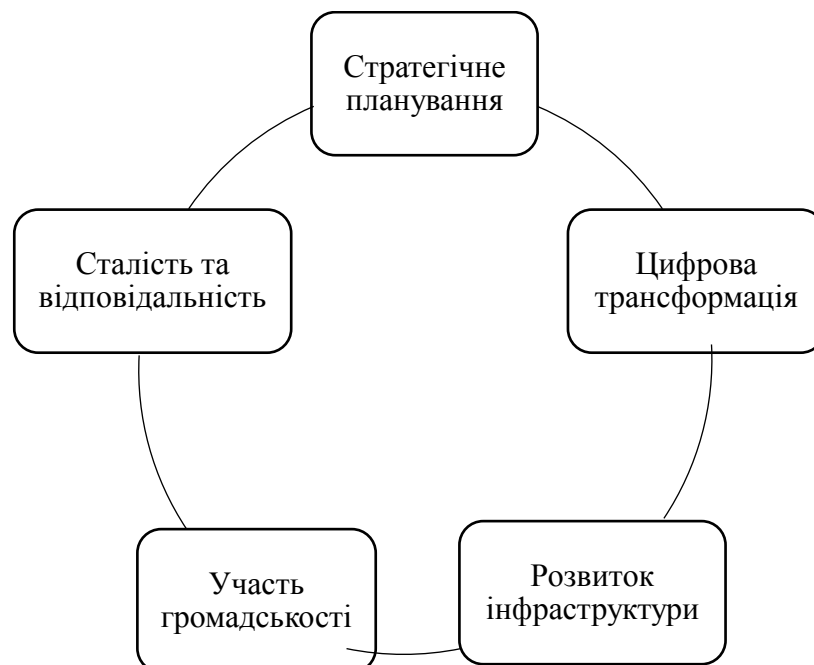 Стратегічне
планування
Цифрова
трансформація
Розвиток
інфраструктури
Участь
громадськості
Сталість та
відповідальність